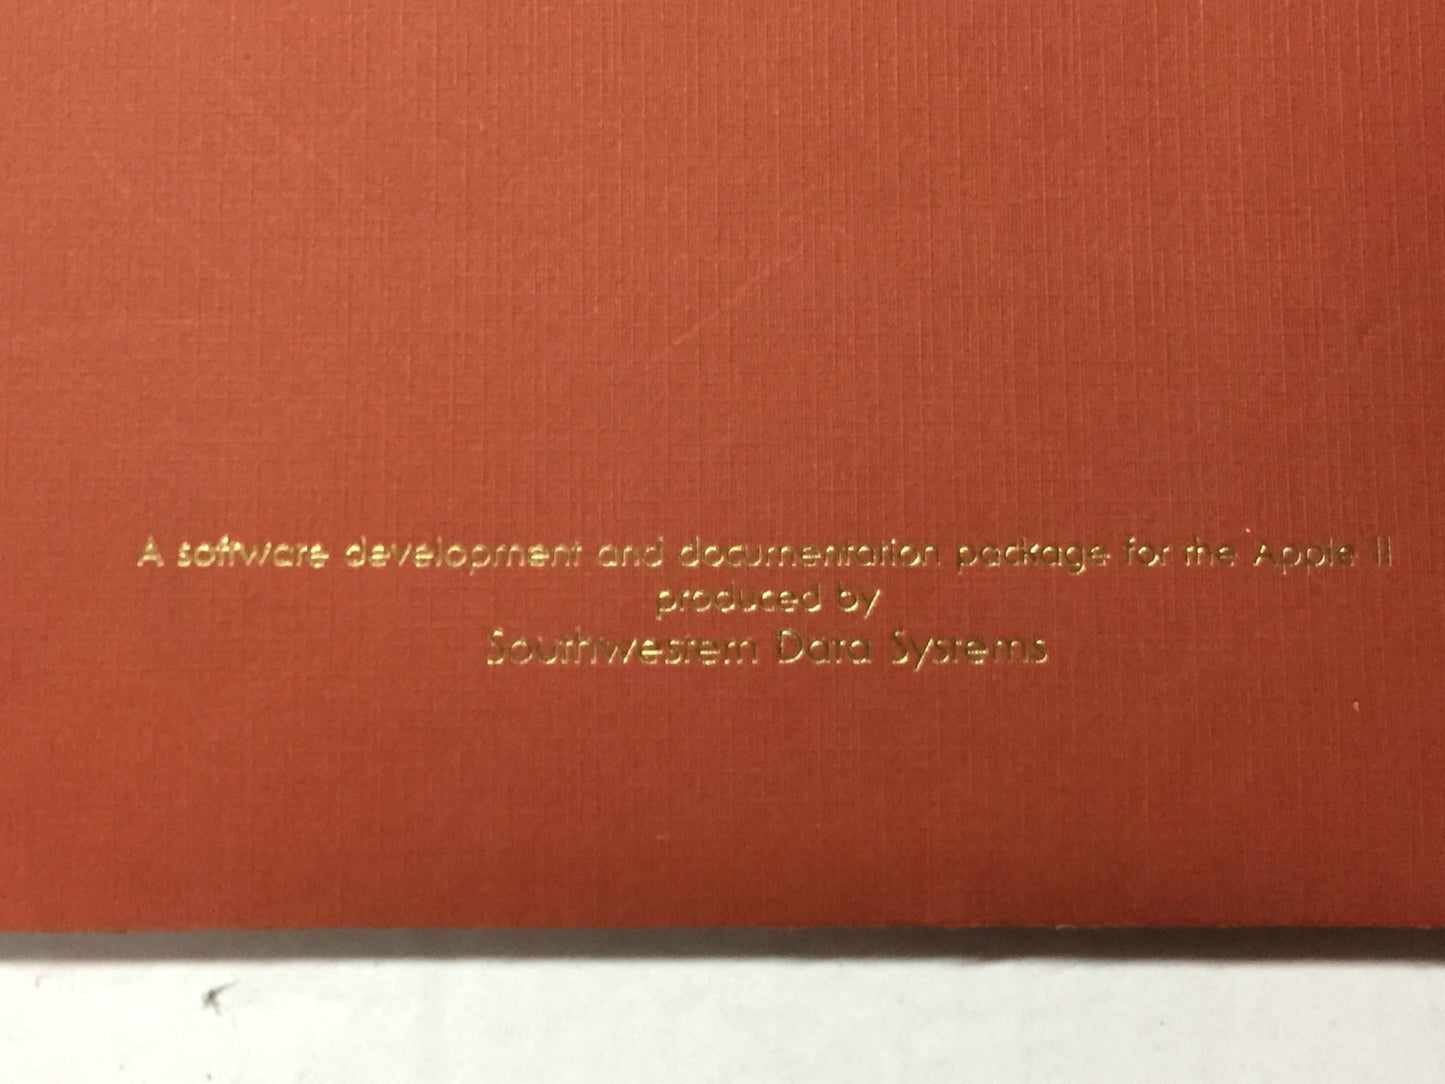 A software development and documentation package for the Apple II
produced by
Southwestern Data Systems